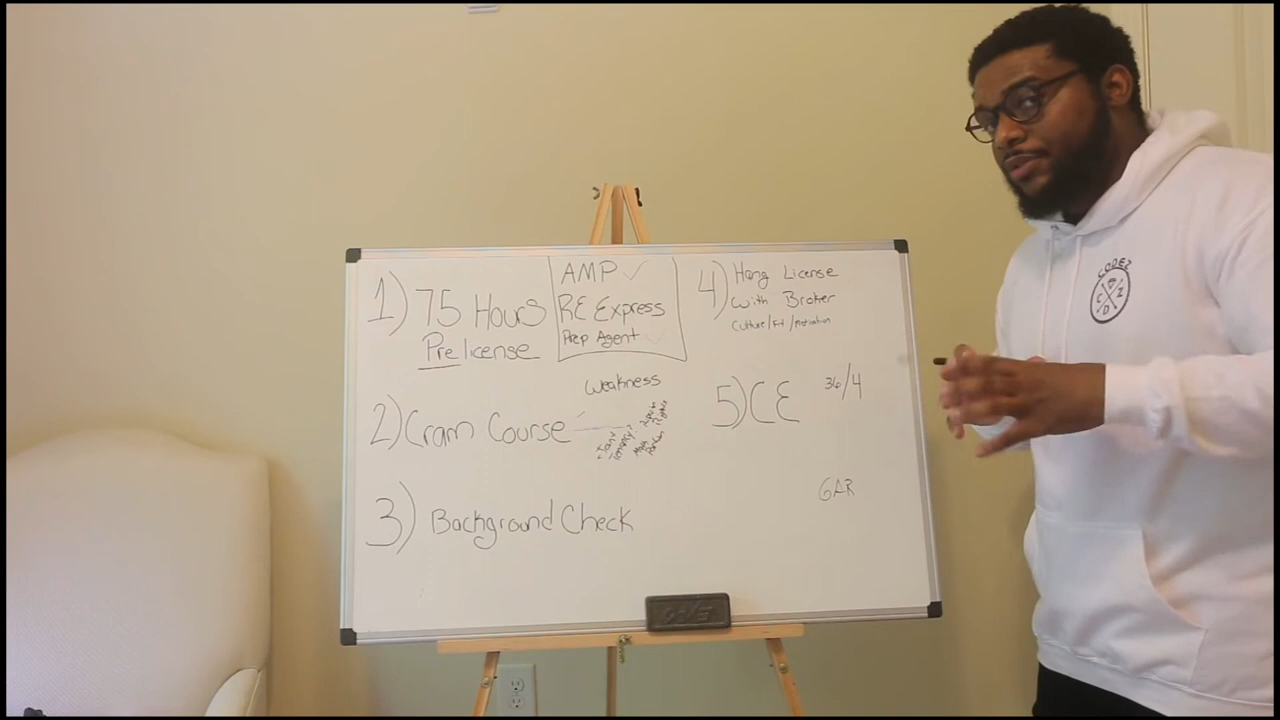 1) 75 Hours
Prelicense
AMP ✓
RE Express
Prep Agent
Weakness
2) Cram Course
3) Background Check
4) Hang License
With Broker
Culture/Fit/Motivation
5) CE 36/4
GAR
CODEZ